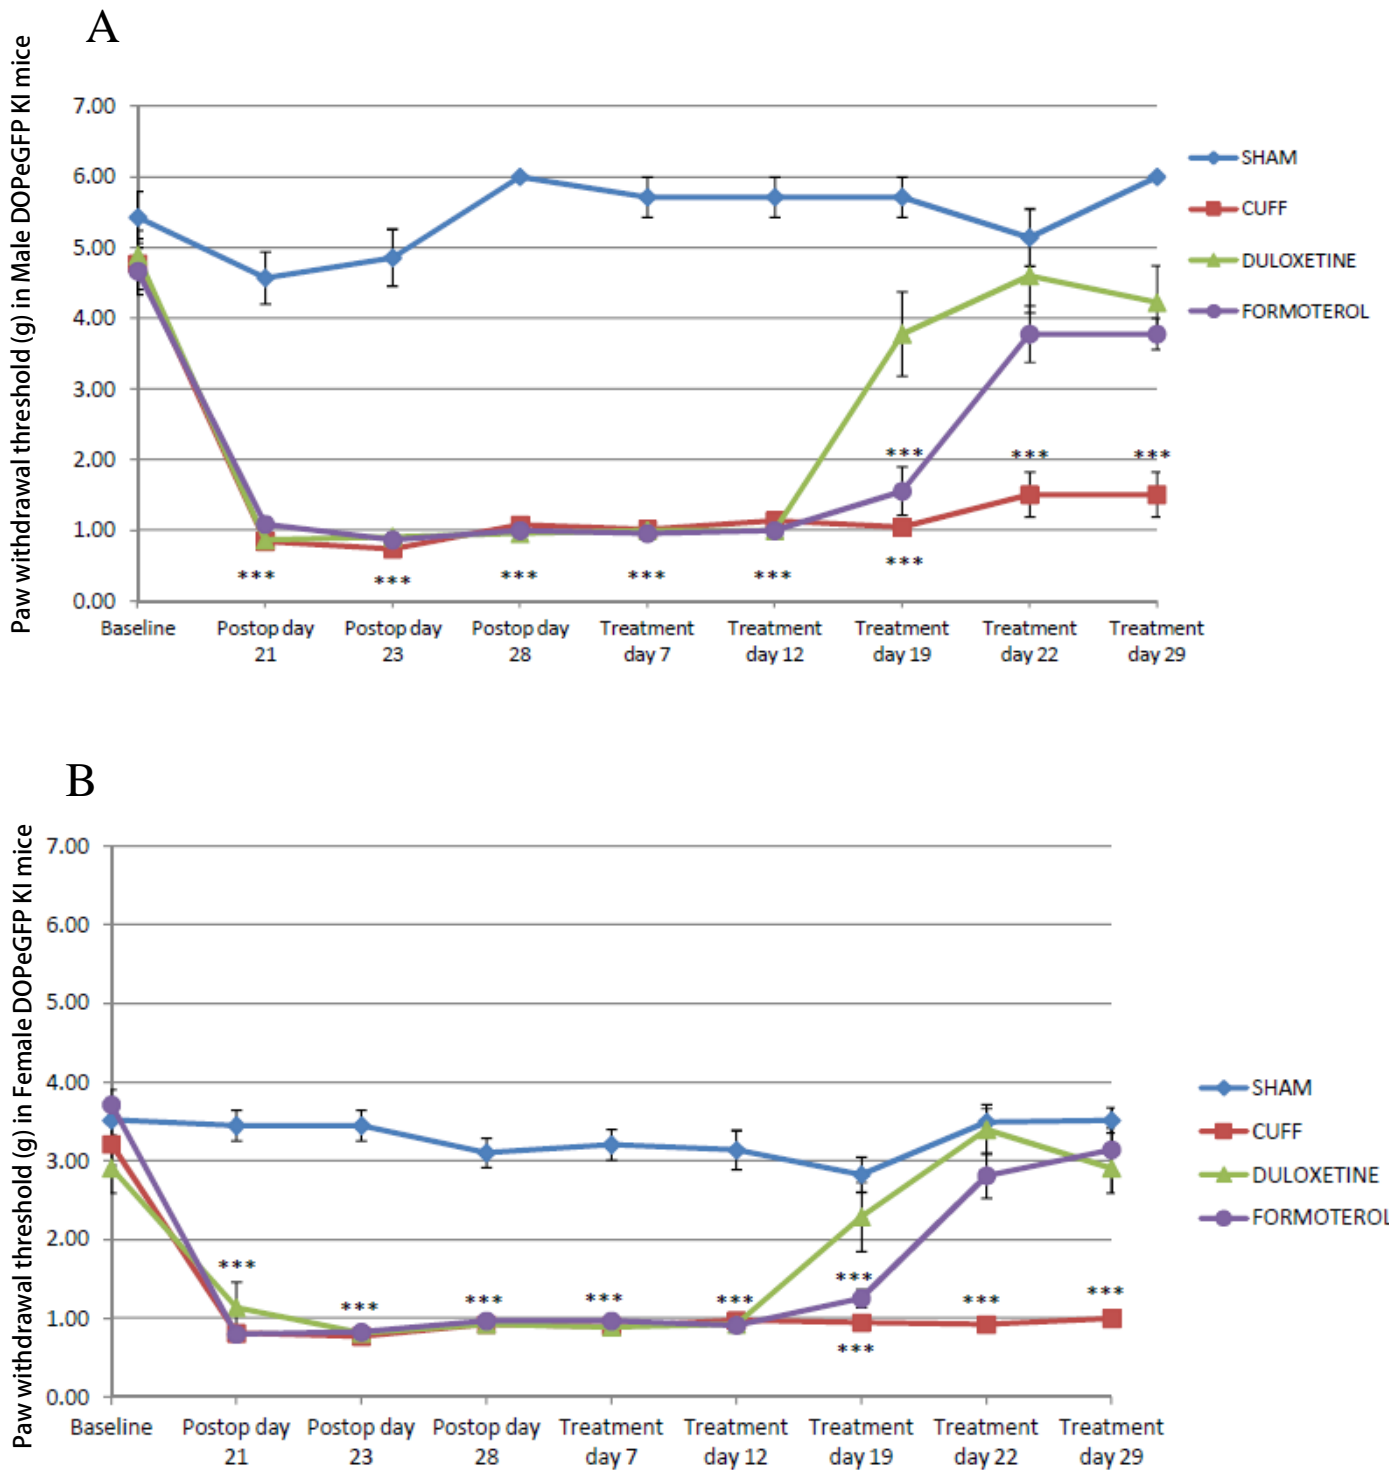 A
Paw withdrawal threshold (g) in Male DOPeGFP KI mice
7.00
6.00
5.00
4.00
3.00
2.00
1.00
0.00
*** *** ***
*** *** *** *** *** ***
Baseline Postop day Postop day Postop day Treatment Treatment Treatment Treatment Treatment
21 23 28 day 7 day 12 day 19 day 22 day 29
SHAM
CUFF
DULOXETINE
FORMOTEROL
B
Paw withdrawal threshold (g) in Female DOPeGFP KI mice
7.00
6.00
5.00
4.00
3.00
2.00
1.00
0.00
*** *** *** *** *** *** *** ***
***
Baseline Postop day Postop day Postop day Treatment Treatment Treatment Treatment Treatment
21 23 28 day 7 day 12 day 19 day 22 day 29
SHAM
CUFF
DULOXETINE
FORMOTEROL